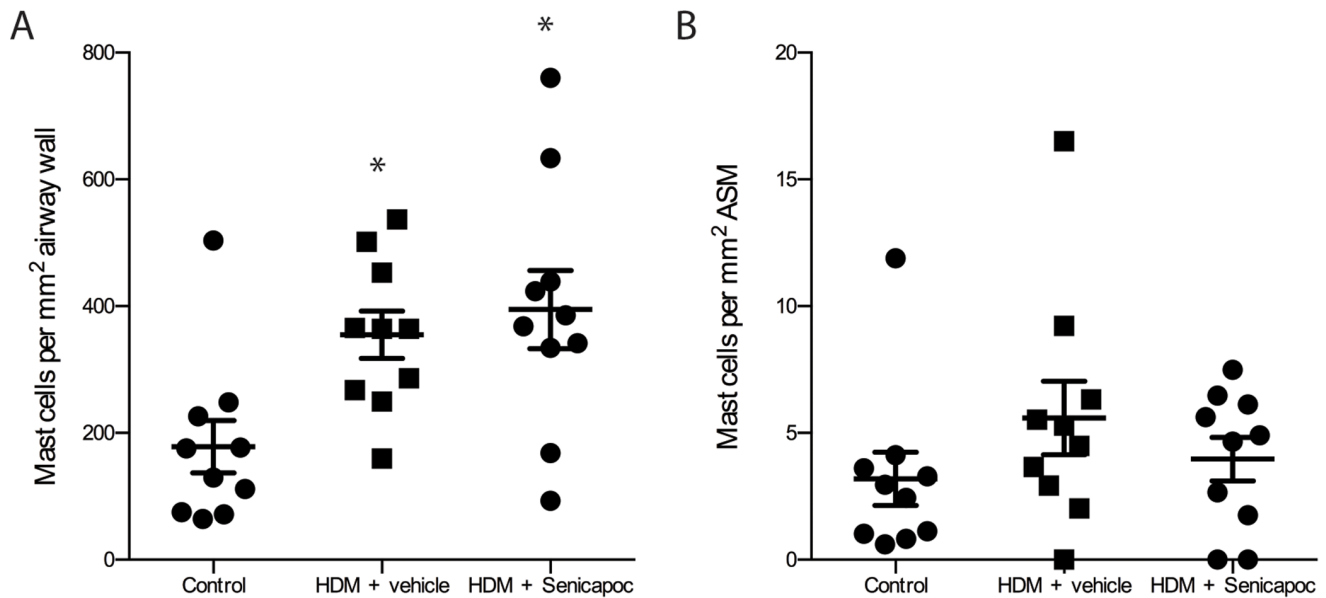 A
B
*
*
800
600
400
200
0
Mast cells per mm2 airway wall
Control
HDM + vehicle
HDM + Senicapoc
20
15
10
5
0
Mast cells per mm2 ASM
Control
HDM + vehicle
HDM + Senicapoc